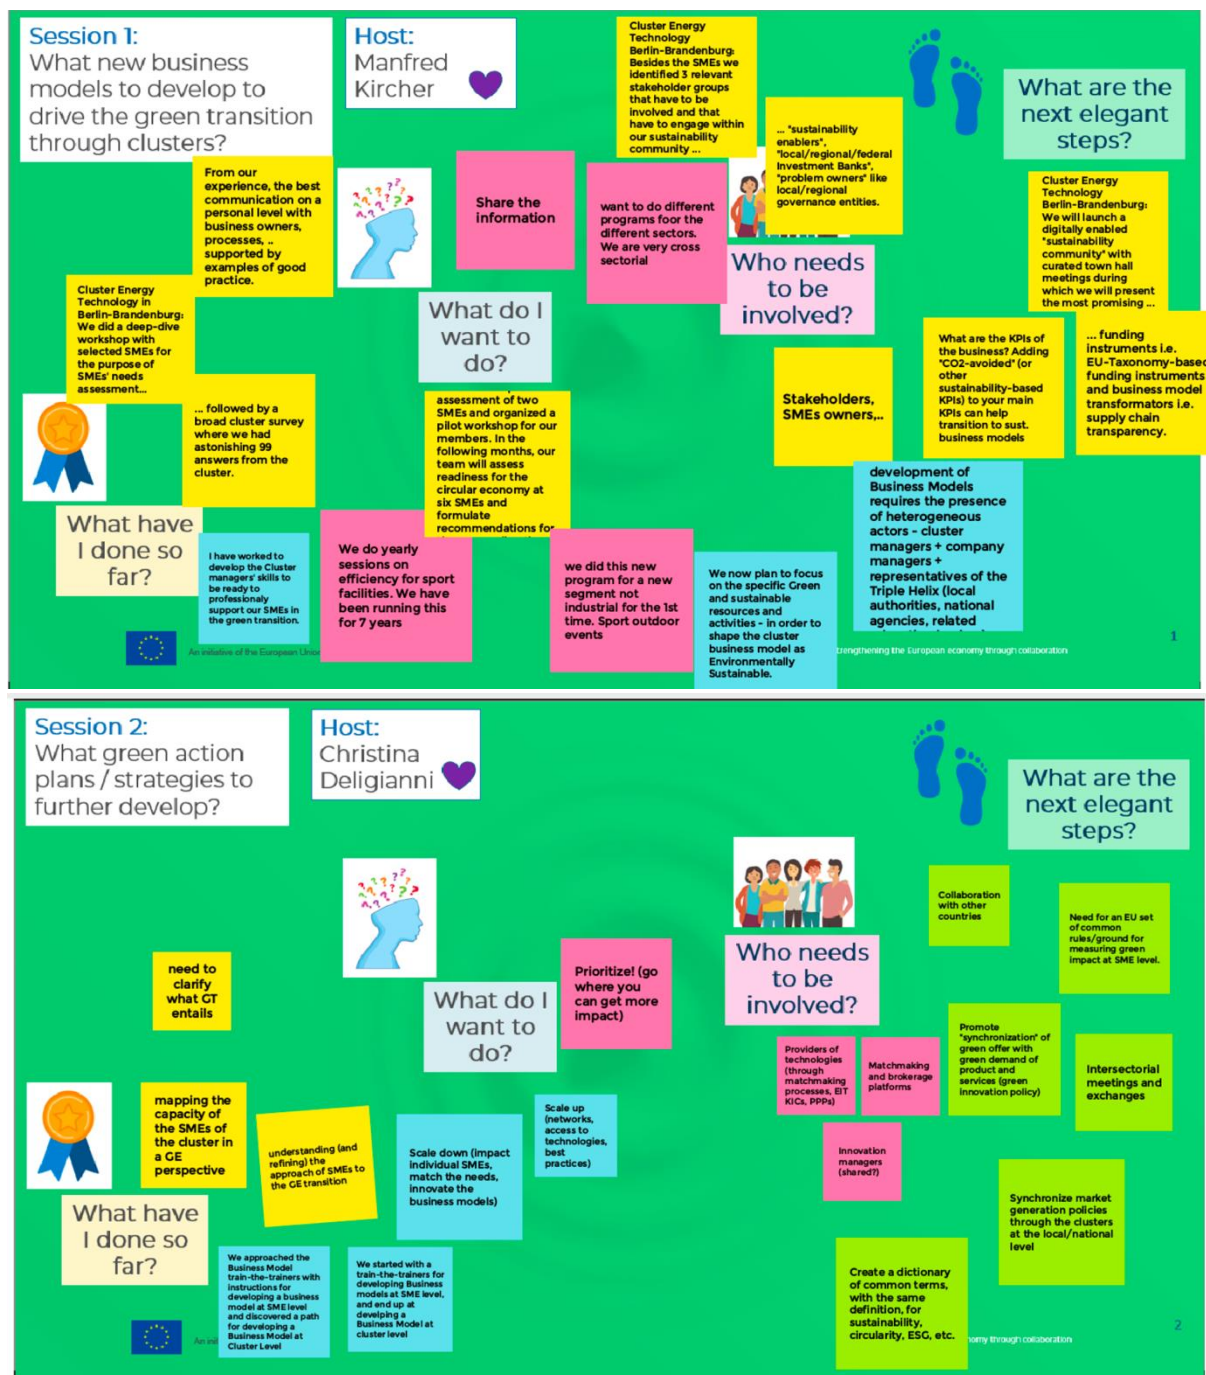 Session 1:
What new business
models to develop to
drive the green transition
through clusters?
Host:
Manfred
Kircher
Cluster Energy
Technology
Berlin-Brandenburg:
Besides the SMEs we
identified 3 relevant
stakeholder groups
that have to be
involved and that
have to engage within
our sustainability
community ...
... "sustainability
enablers",
"local/regional/federal
Investment Banks",
"problem owners" like
local/regional
governance entities.
What are the
next elegant
steps?
From our
experience, the best
communication on a
personal level with
business owners,
processes, ..
supported by
examples of good
practice.
Share the
information
want to do different
programs foor the
different sectors.
We are very cross
sectorial
Who needs
to be
involved?
Cluster Energy
Technology
Berlin-Brandenburg:
We will launch a
digitally enabled
"sustainability
community" with
curated town hall
meetings during
which we will present
the most promising ...
Cluster Energy
Technology in
Berlin-Brandenburg:
We did a deep-dive
workshop with
selected SMEs for
the purpose of
SMEs' needs
assessment...
What do I
want to
do?
What are the KPIs of
the business? Adding
"CO2-avoided" (or
other
sustainability-based
KPIs) to your main
KPIs can help
transition to sust.
business models
... funding
instruments i.e.
EU-Taxonomy-based
funding instruments
and business model
transformators i.e.
supply chain
transparency.
... followed by a
broad cluster survey
where we had
astonishing 99
answers from the
cluster.
assessment of two
SMEs and organized a
pilot workshop for our
members. In the
following months, our
team will assess
readiness for the
circular economy at
six SMEs and
formulate
recommendations for
Stakeholders,
SMEs owners,..
development of
Business Models
requires the presence
of heterogeneous
actors - cluster
managers + company
managers +
representatives of the
Triple Helix (local
authorities, national
agencies, related
What have
I done so
far?
I have worked to
develop the Cluster
managers' skills to
be ready to
professionaly
support our SMEs in
the green transition.
We do yearly
sessions on
efficiency for sport
facilities. We have
been running this
for 7 years
we did this new
program for a new
segment not
industrial for the 1st
time. Sport outdoor
events
We now plan to focus
on the specific Green
and sustainable
resources and
activities - in order to
shape the cluster
business model as
Environmentally
Sustainable.
An initiative of the European Unio
trengthening the European economy through collaboration
1
Session 2:
What green action
plans / strategies to
further develop?
Host:
Christina
Deligianni
What are the
next elegant
steps?
Collaboration
with other
countries
Need for an EU set
of common
rules/ground for
measuring green
impact at SME level.
need to
clarify
what GT
entails
Prioritize! (go
where you
can get more
impact)
Who needs
to be
involved?
What do I
want to
do?
Providers of
technologies
(through
matchmaking
processes, EIT
KICs, PPPs)
Matchmaking
and brokerage
platforms
Promote
"synchronization" of
green offer with
green demand of
product and
services (green
innovation policy)
Intersectorial
meetings and
exchanges
mapping the
capacity of
the SMEs of
the cluster in
a GE
perspective
understanding (and
refining) the
approach of SMEs to
the GE transition
Scale down (impact
individual SMEs,
match the needs,
innovate the
business models)
Scale up
(networks,
access to
technologies,
best
practices)
Innovation
managers
(shared?)
Synchronize market
generation policies
through the clusters
at the local/national
level
What have
I done so
far?
We approached the
Business Model
train-the-trainers with
instructions for
developing a business
model at SME level
and discovered a path
for developing a
Business Model at
Cluster Level
We started with a
train-the-trainers for
developing Business
models at SME level,
and end up at
develping a
Business Model at
cluster level
Create a dictionary
of common terms,
with the same
definition, for
sustainability,
circularity, ESG, etc.
An ini
nomy through collaboration
2